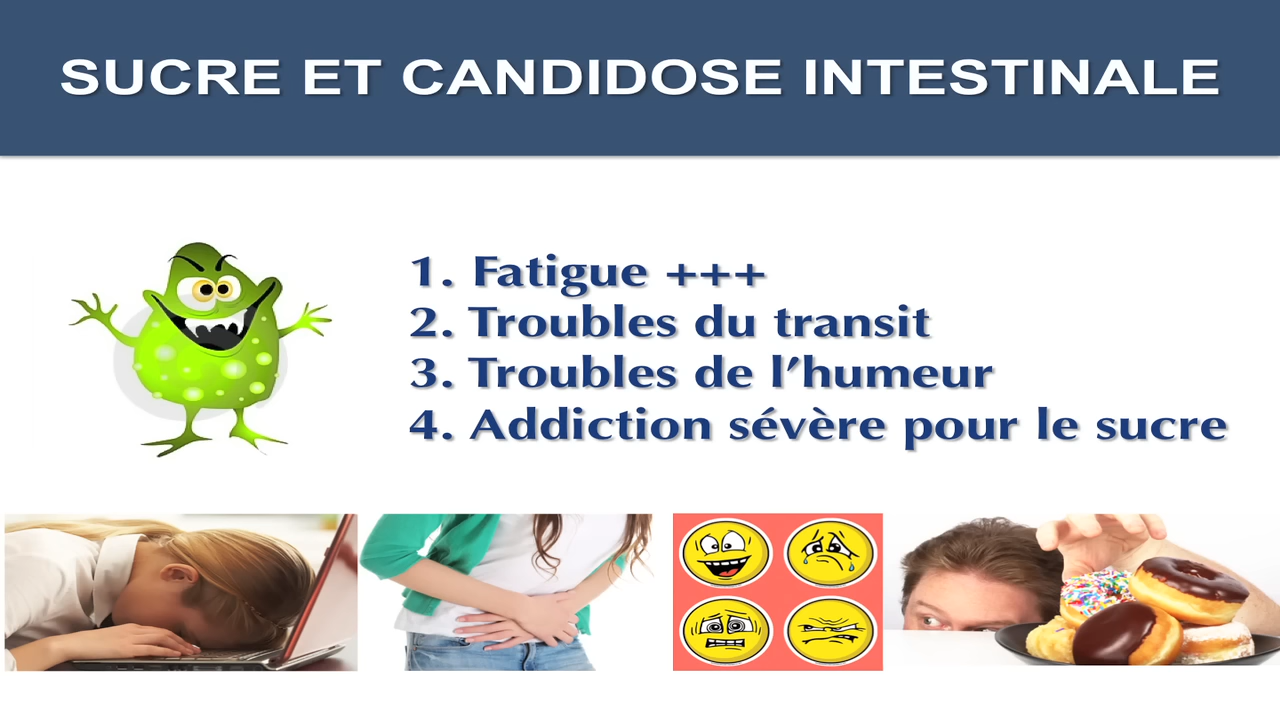 SUCRE ET CANDIDOSE INTESTINALE
1. Fatigue +++
2. Troubles du transit
3. Troubles de l’humeur
4. Addiction sévère pour le sucre